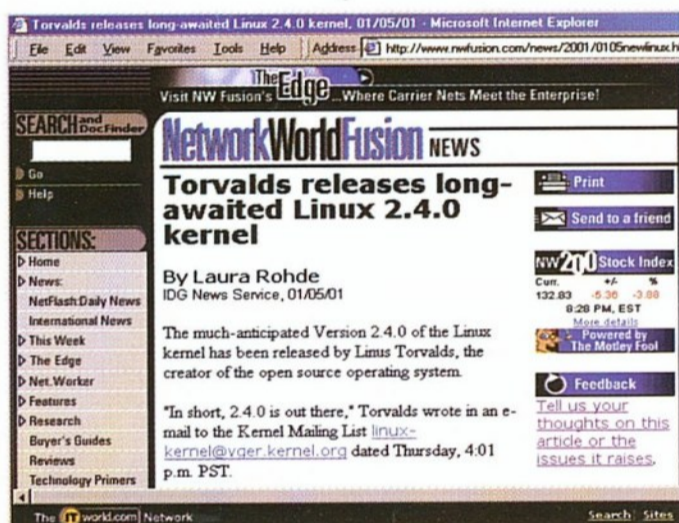 Torvalds releases long-awaited Linux 2.4.0 kernel, 01/05/01 - Microsoft Internet Explorer
File Edit View Favorites Tools Help Address http://www.nwfusion.com/news/2001/0105newlinux.h
The Edge
Visit NW Fusion's ...Where Carrier Nets Meet the Enterprise!
SEARCH and DocFinder
Go
Help
SECTIONS:
Home
News:
NetFlash:Daily News
International News
This Week
The Edge
Net.Worker
Features
Research
Buyer's Guides
Reviews
Technology Primers
NetworkWorldFusion NEWS
Torvalds releases long-
awaited Linux 2.4.0
kernel
By Laura Rohde
IDG News Service, 01/05/01
The much-anticipated Version 2.4.0 of the Linux
kernel has been released by Linus Torvalds, the
creator of the open source operating system.
"In short, 2.4.0 is out there," Torvalds wrote in an e-
mail to the Kernel Mailing List linux-
kernel@vger.kernel.org dated Thursday, 4:01
p.m. PST.
Print
Send to a friend
NW200 Stock Index
Curr. +/- %
132.83 -5.36 -3.88
8:28 PM, EST
More details
Powered by
The Motley Fool
Feedback
Tell us your
thoughts on this
article or the
issues it raises.
The ITworld.com Network
Search Sites